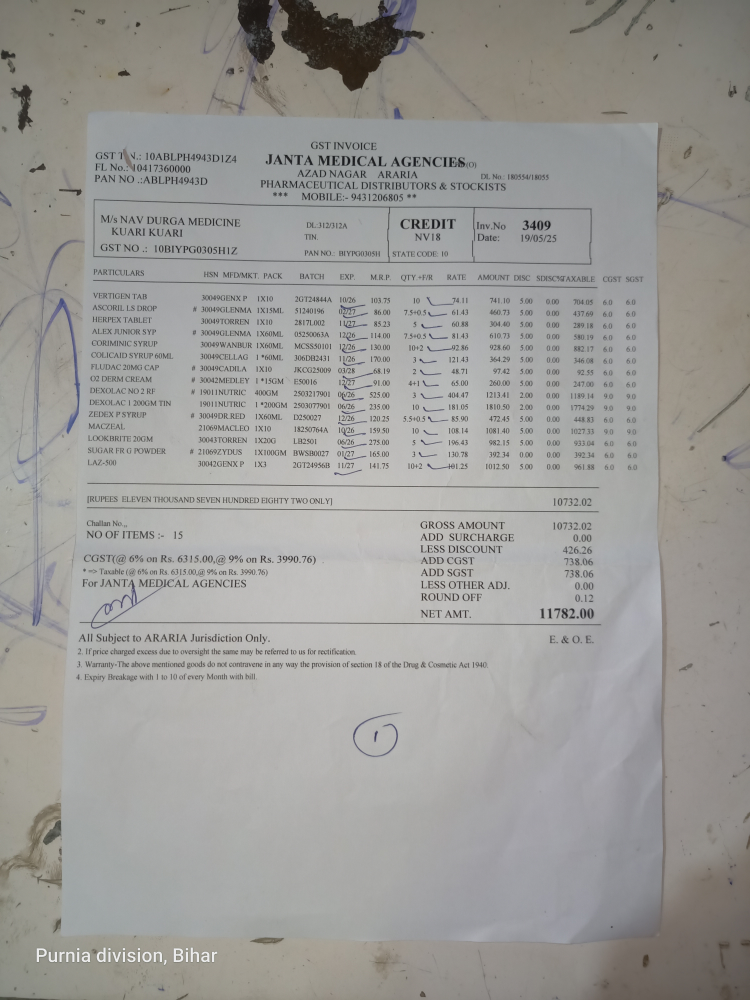 GST INVOICE
GST T N.: 10ABLPH4943D1Z4
FL No.: 10417360000
PAN NO .:ABLPH4943D
JANTA MEDICAL AGENCIES(O)
AZAD NAGAR ARARIA
DL No : 180554/18055
PHARMACEUTICAL DISTRIBUTORS & STOCKISTS
*** MOBILE:- 9431206805 **
M/s NAV DURGA MEDICINE
KUARI KUARI
GST NO .: 10BIYPG0305H1Z
DL:312/312A
TIN.
PAN NO.: BIYPG0305H
CREDIT
NV18
STATE CODE: 10
Inv.No 3409
Date: 19/05/25
PARTICULARS HSN MFD/MKT. PACK BATCH EXP. M.R.P. QTY.+F/R RATE AMOUNT DISC SDISC%TAXABLE CGST SGST
VERTIGEN TAB 30049GENX P 1X10 2GT24844A 10/26 103.75 10 74.11 741.10 5.00 0.00 704.05 6.0 6.0
ASCORIL LS DROP # 30049GLENMA 1X15ML 51240196 02/27 86.00 7.5+0.5 61.43 460.73 5.00 0.00 437.69 6.0 6.0
HERPEX TABLET 30049TORREN 1X10 2817L002 11/27 85.23 5 60.88 304.40 5.00 0.00 289.18 6.0 6.0
ALEX JUNIOR SYP # 30049GLENMA 1X60ML 05250063A 12/26 114.00 7.5+0.5 81.43 610.73 5.00 0.00 580.19 6.0 6.0
CORIMINIC SYRUP 30049WANBUR 1X60ML MCSS50101 12/26 130.00 10+2 92.86 928.60 5.00 0.00 882.17 6.0 6.0
COLICAID SYRUP 60ML 30049CELLAG 1 *60ML 306DB2431 11/26 170.00 3 121.43 364.29 5.00 0.00 346.08 6.0 6.0
FLUDAC 20MG CAP # 30049CADILA 1X10 JKCG25009 03/28 68.19 2 48.71 97.42 5.00 0.00 92.55 6.0 6.0
O2 DERM CREAM # 30042MEDLEY 1 *15GM E50016 12/27 91.00 4+1 65.00 260.00 5.00 0.00 247.00 6.0 6.0
DEXOLAC NO 2 RF # 19011NUTRIC 400GM 2503217901 06/26 525.00 3 404.47 1213.41 2.00 0.00 1189.14 9.0 9.0
DEXOLAC 1 200GM TIN 19011NUTRIC 1 *200GM 2503077901 06/26 235.00 10 181.05 1810.50 2.00 0.00 1774.29 9.0 9.0
ZEDEX P SYRUP # 30049DR.RED 1X60ML D250027 12/26 120.25 5.5+0.5 85.90 472.45 5.00 0.00 448.83 6.0 6.0
MACZEAL 21069MACLEO 1X10 18250764A 10/26 159.50 10 108.14 1081.40 5.00 0.00 1027.33 9.0 9.0
LOOKBRITE 20GM 30043TORREN 1X20G LB2501 06/26 275.00 5 196.43 982.15 5.00 0.00 933.04 6.0 6.0
SUGAR FR G POWDER # 21069ZYDUS 1X100GM BWSB0027 01/27 165.00 3 130.78 392.34 0.00 0.00 392.34 6.0 6.0
LAZ-500 30042GENX P 1X3 2GT24956B 11/27 141.75 10+2 101.25 1012.50 5.00 0.00 961.88 6.0 6.0
[RUPEES ELEVEN THOUSAND SEVEN HUNDRED EIGHTY TWO ONLY] 10732.02
Challan No.,,
NO OF ITEMS :- 15
CGST(@ 6% on Rs. 6315.00,@ 9% on Rs. 3990.76)
* => Taxable (@ 6% on Rs. 6315.00,@ 9% on Rs. 3990.76)
For JANTA MEDICAL AGENCIES
GROSS AMOUNT 10732.02
ADD SURCHARGE 0.00
LESS DISCOUNT 426.26
ADD CGST 738.06
ADD SGST 738.06
LESS OTHER ADJ. 0.00
ROUND OFF 0.12
NET AMT. 11782.00
All Subject to ARARIA Jurisdiction Only. E. & O. E.
2. If price charged excess due to oversight the same may be referred to us for rectification.
3. Warranty-The above mentioned goods do not contravene in any way the provision of section 18 of the Drug & Cosmetic Act 1940.
4. Expiry Breakage with 1 to 10 of every Month with bill.
1
Purnia division, Bihar